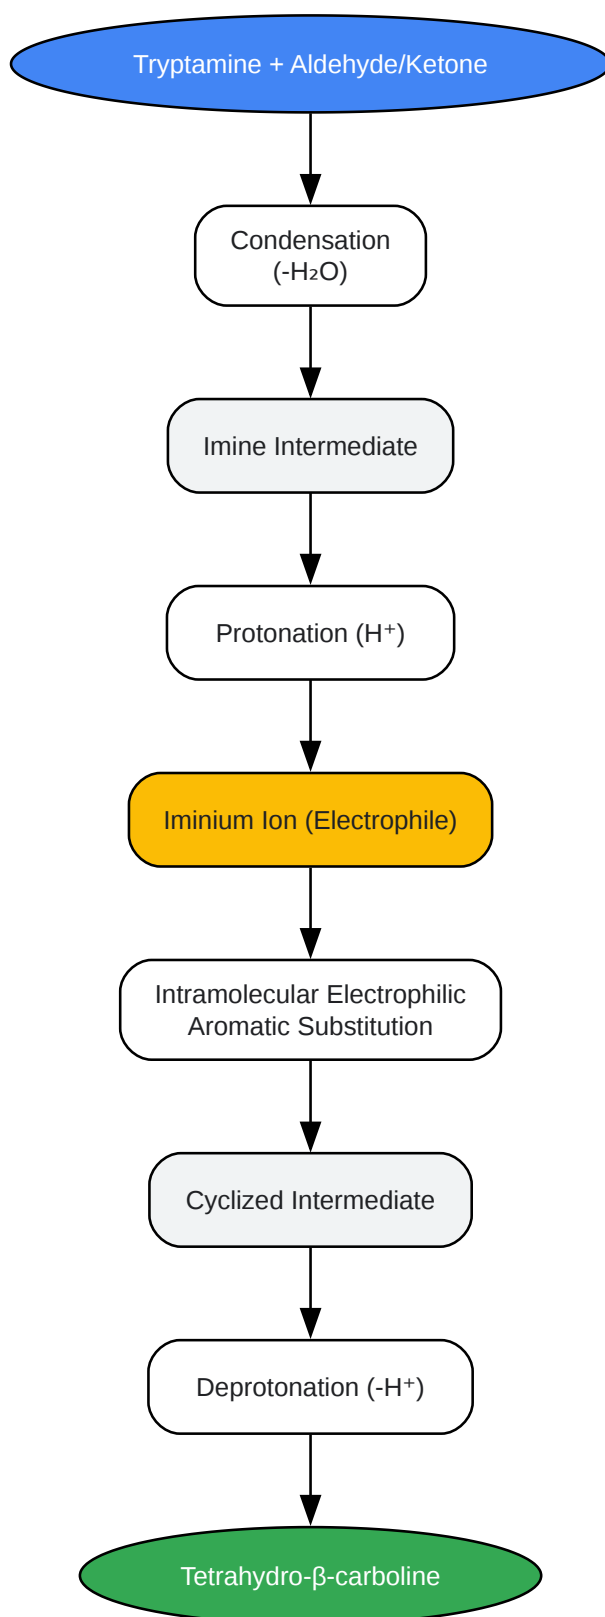 Tryptamine + Aldehyde/Ketone
Condensation
(-H₂O)
Imine Intermediate
Protonation (H⁺)
Iminium Ion (Electrophile)
Intramolecular Electrophilic
Aromatic Substitution
Cyclized Intermediate
Deprotonation (-H⁺)
Tetrahydro-β-carboline